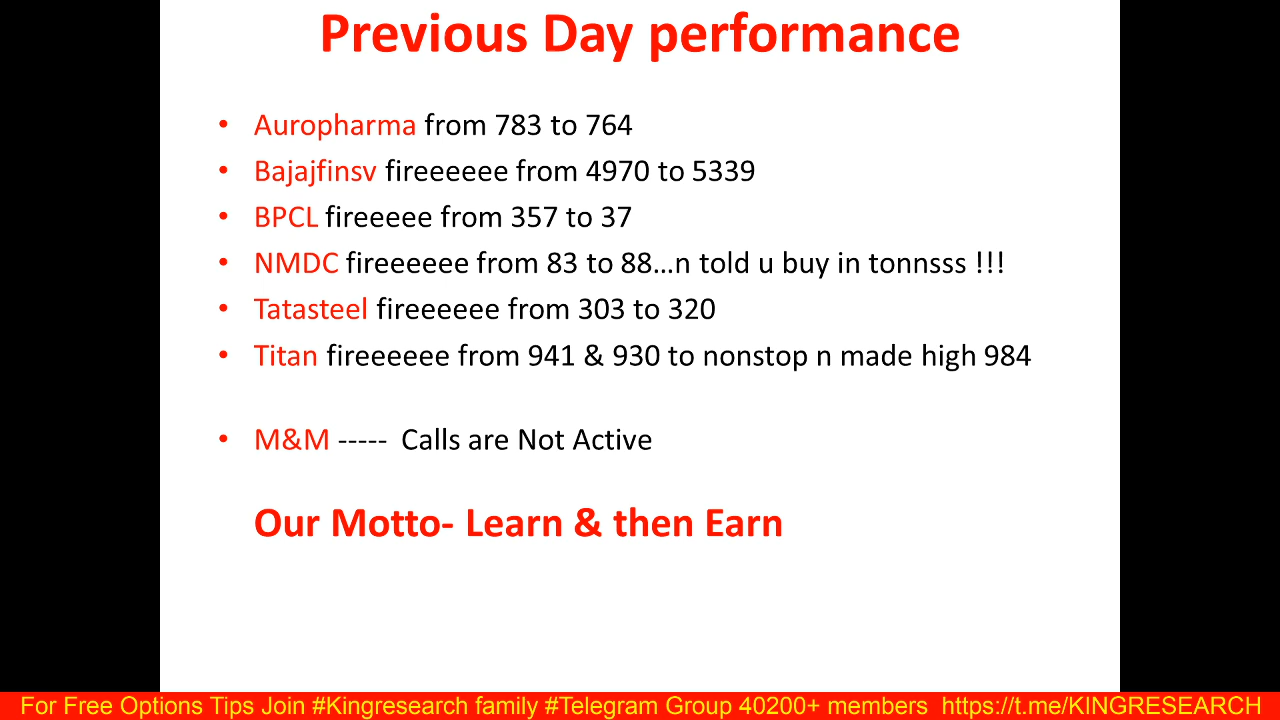 Previous Day performance
• Auropharma from 783 to 764
• Bajajfinsv fireeeeee from 4970 to 5339
• BPCL fireeeee from 357 to 37
• NMDC fireeeeee from 83 to 88...n told u buy in tonnsss !!!
• Tatasteel fireeeeee from 303 to 320
• Titan fireeeeee from 941 & 930 to nonstop n made high 984
• M&M ----- Calls are Not Active
Our Motto- Learn & then Earn
For Free Options Tips Join #Kingresearch family #Telegram Group 40200+ members https://t.me/KINGRESEARCH